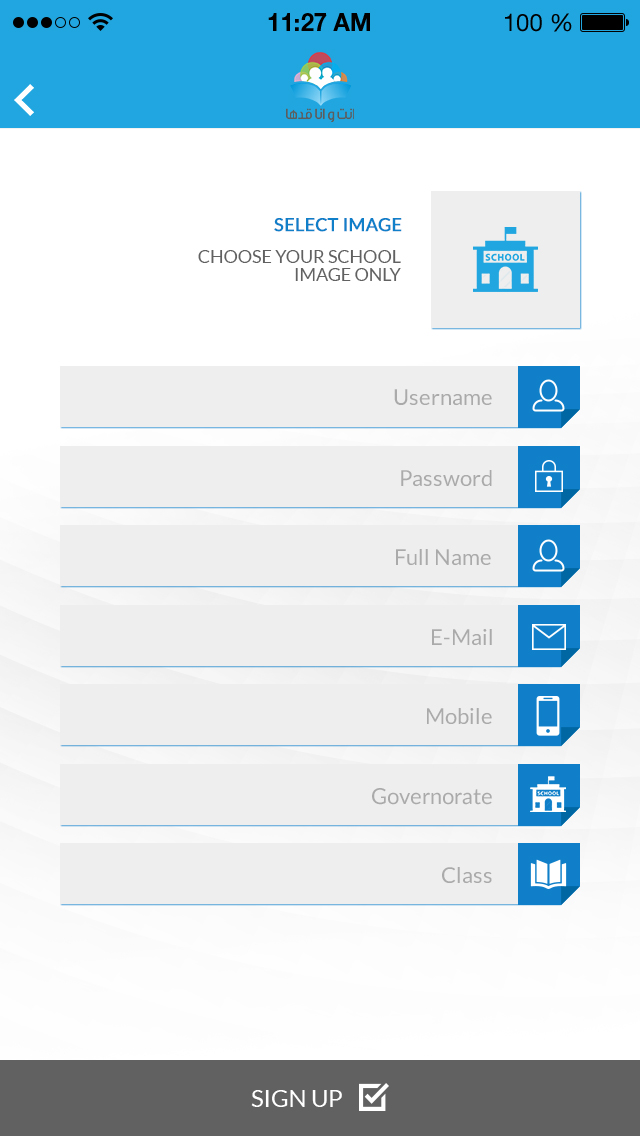 11:27 AM
100 %
انت و انا قدها
SELECT IMAGE
CHOOSE YOUR SCHOOL
IMAGE ONLY
SCHOOL
Username
Password
Full Name
E-Mail
Mobile
Governorate
SCHOOL
Class
SIGN UP